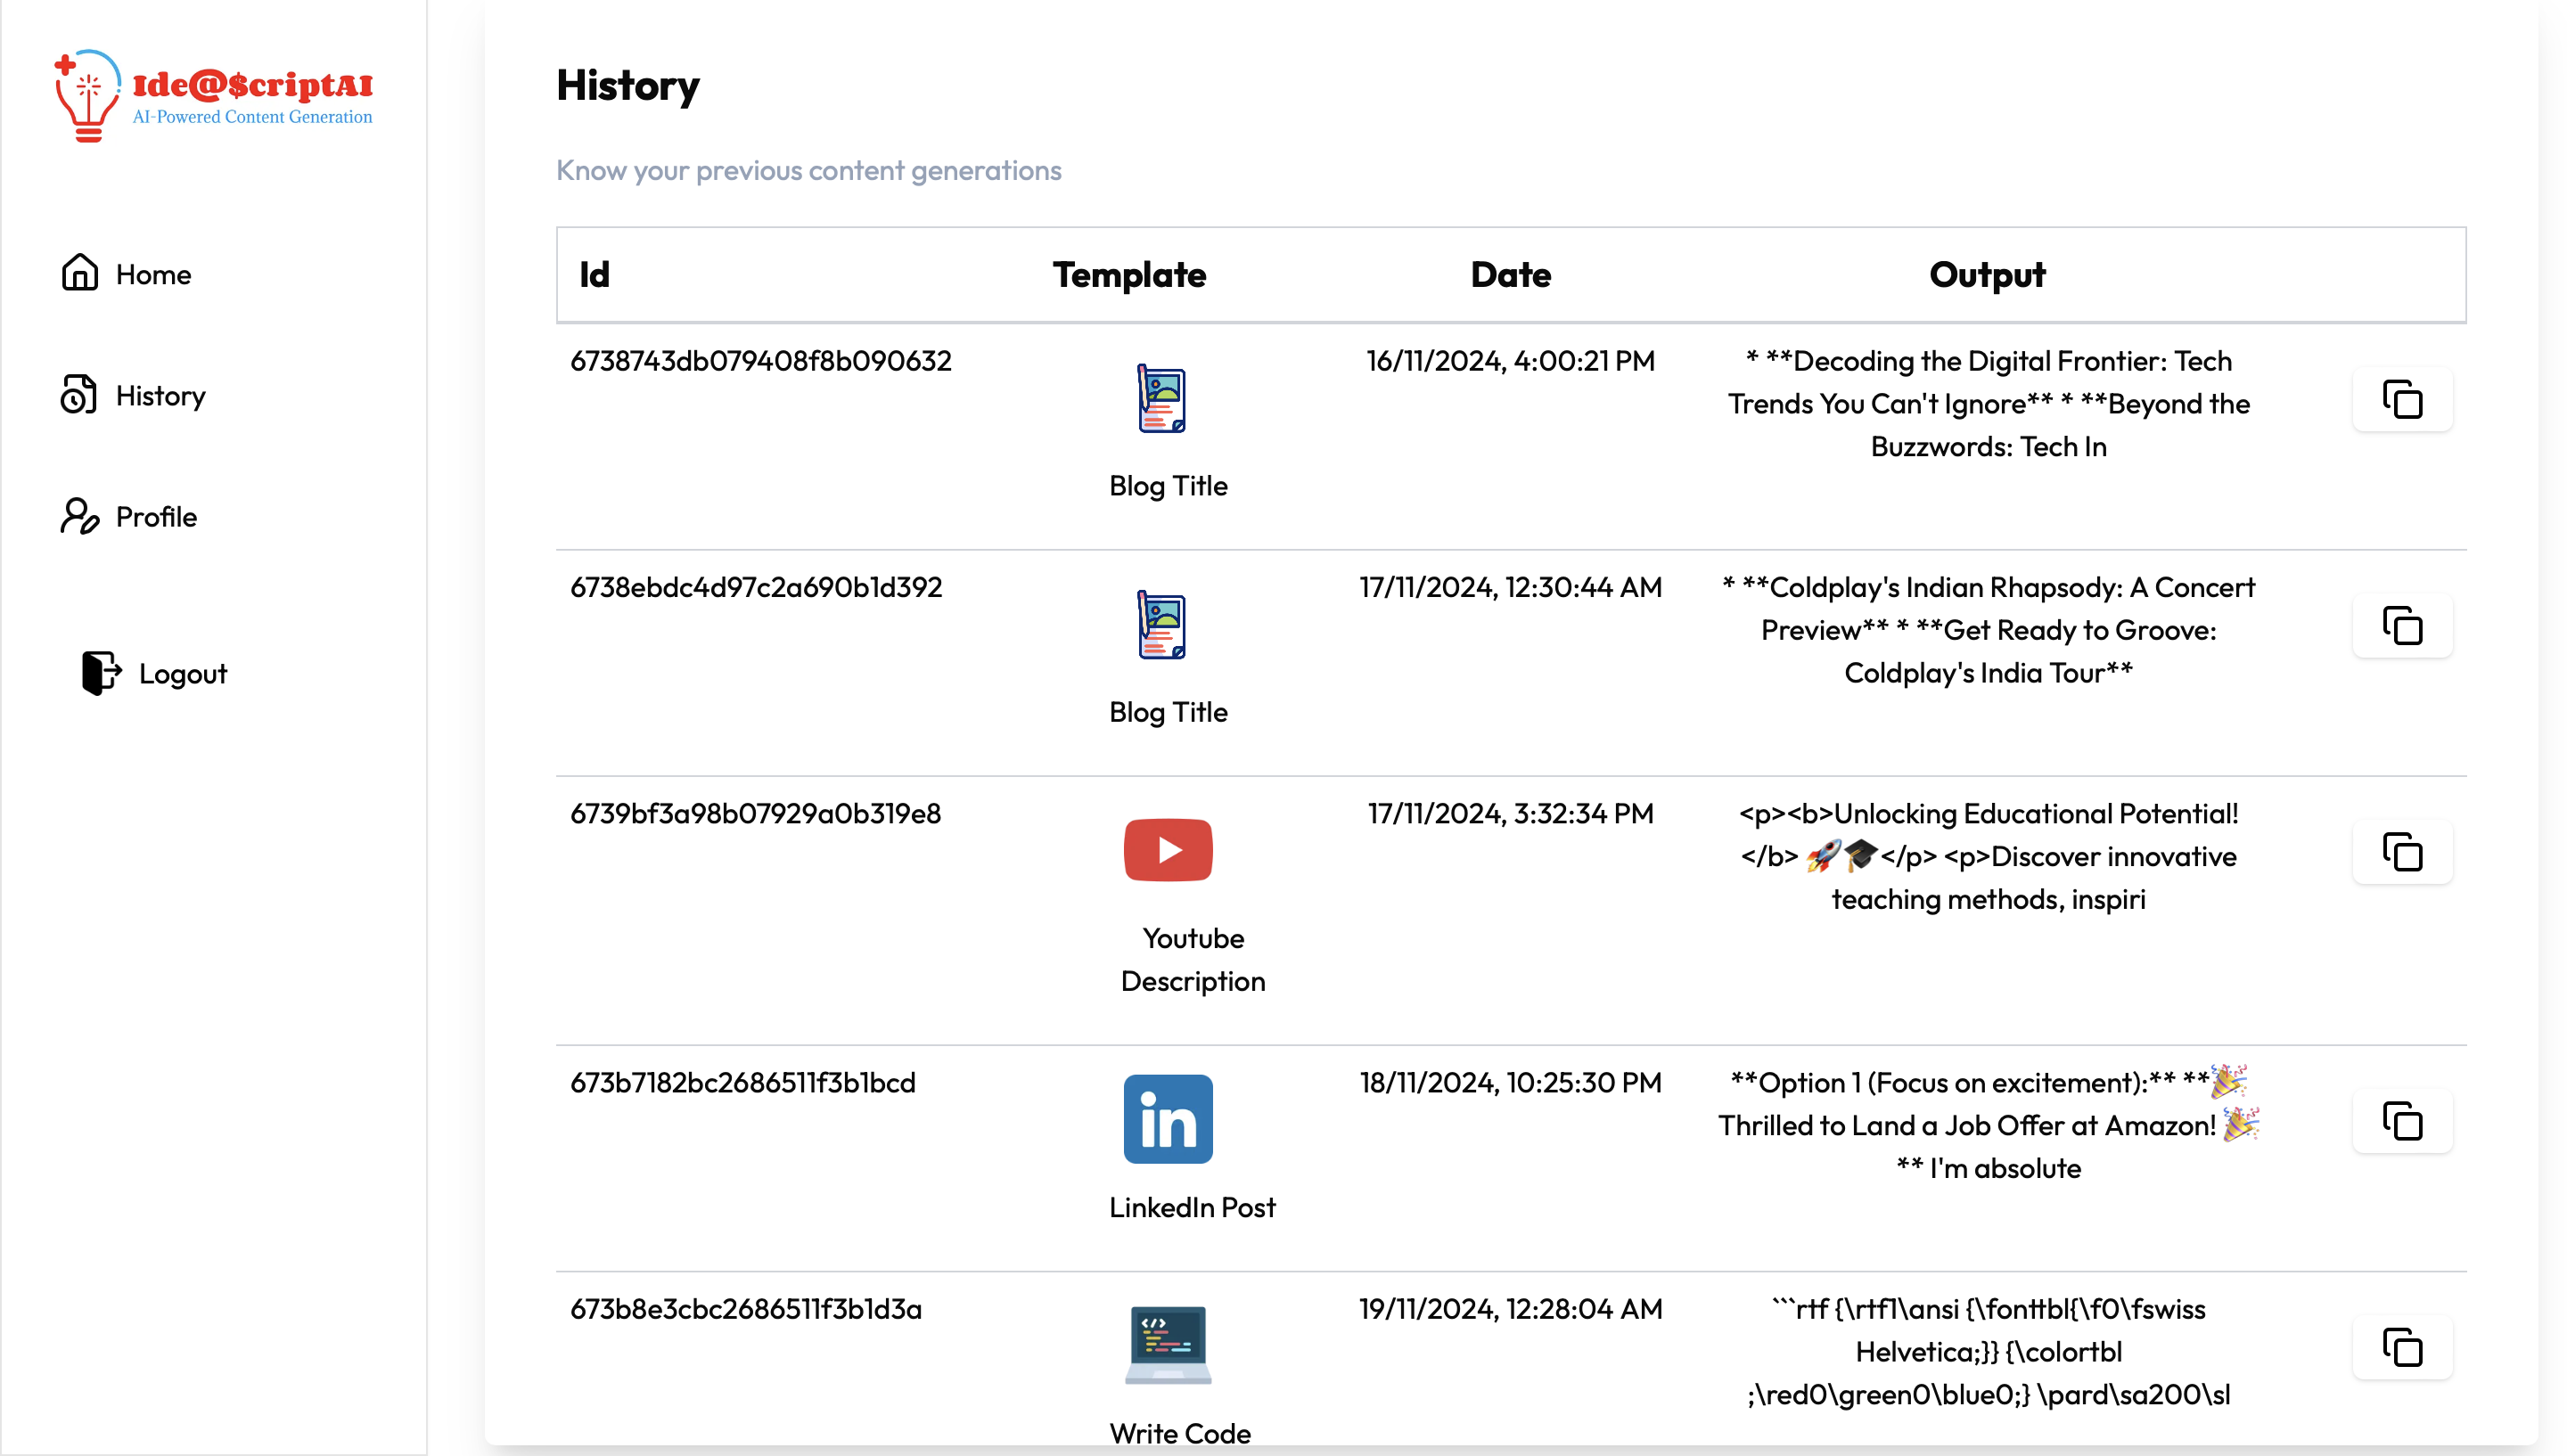 Ide@$criptAI
AI-Powered Content Generation
Home
History
Profile
Logout
History
Know your previous content generations
Id Template Date Output
6738743db079408f8b090632
Blog Title
16/11/2024, 4:00:21 PM
* **Decoding the Digital Frontier: Tech
Trends You Can't Ignore** * **Beyond the
Buzzwords: Tech In
6738ebdc4d97c2a690b1d392
Blog Title
17/11/2024, 12:30:44 AM
* **Coldplay's Indian Rhapsody: A Concert
Preview** * **Get Ready to Groove:
Coldplay's India Tour**
6739bf3a98b07929a0b319e8
Youtube
Description
17/11/2024, 3:32:34 PM
<p><b>Unlocking Educational Potential!
</b> 🚀🎓</p> <p>Discover innovative
teaching methods, inspiri
673b7182bc2686511f3b1bcd
in
LinkedIn Post
18/11/2024, 10:25:30 PM
**Option 1 (Focus on excitement):** **🎉
Thrilled to Land a Job Offer at Amazon! 🎉
** I'm absolute
673b8e3cbc2686511f3b1d3a
</>
Write Code
19/11/2024, 12:28:04 AM
```rtf {\rtf1\ansi {\fonttbl{\f0\fswiss
Helvetica;}} {\colortbl
;\red0\green0\blue0;} \pard\sa200\sl